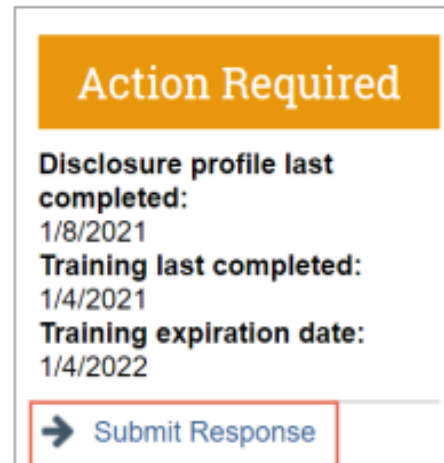 Action Required
Disclosure profile last
completed:
1/8/2021
Training last completed:
1/4/2021
Training expiration date:
1/4/2022
Submit Response